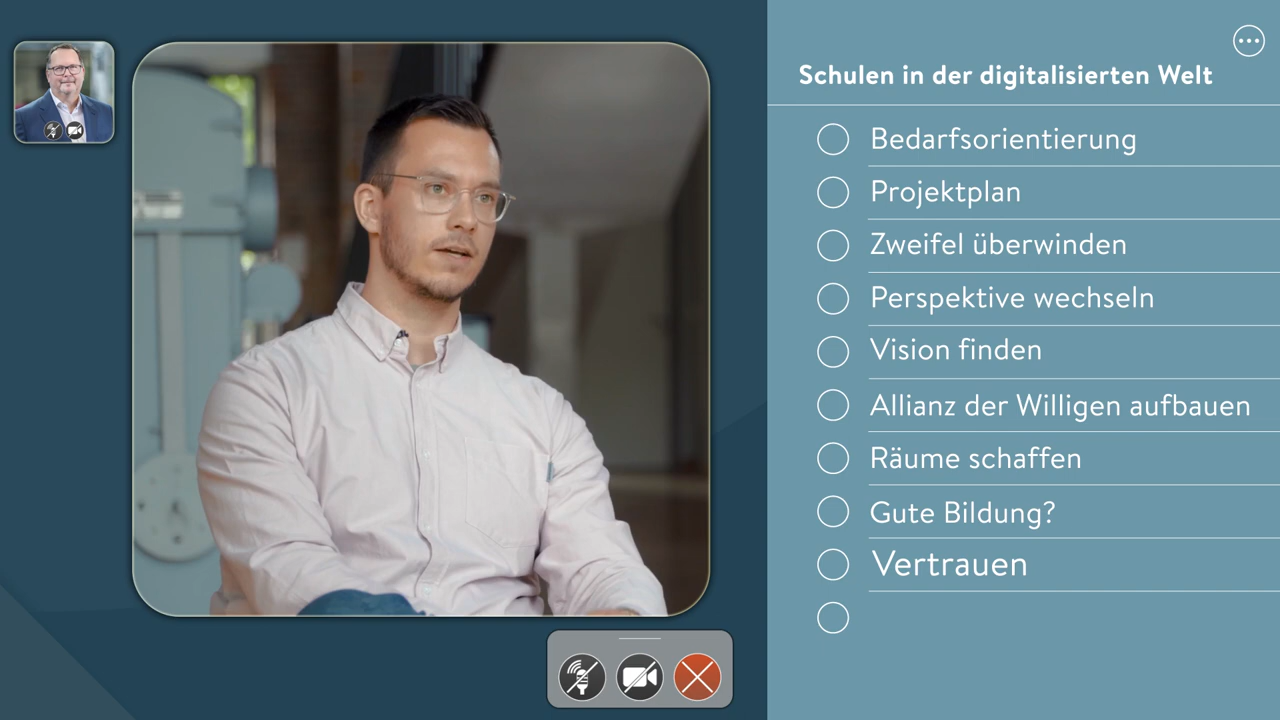 Schulen in der digitalisierten Welt
Bedarfsorientierung
Projektplan
Zweifel überwinden
Perspektive wechseln
Vision finden
Allianz der Willigen aufbauen
Räume schaffen
Gute Bildung?
Vertrauen